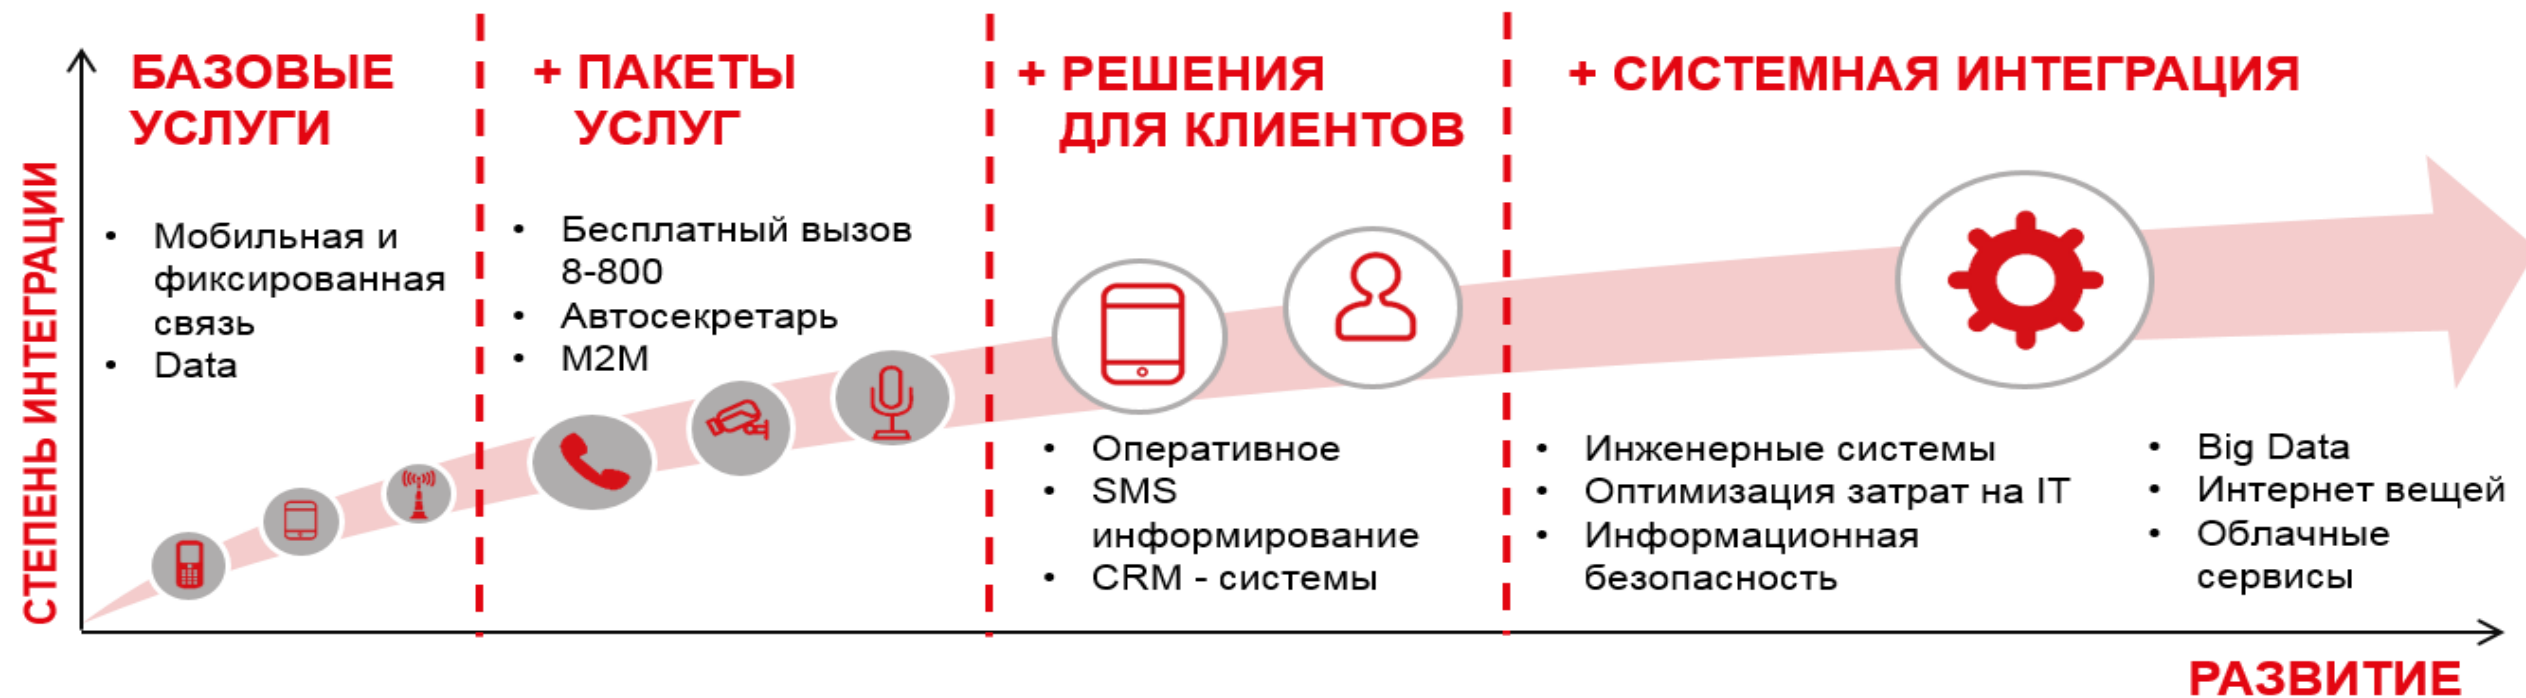 БАЗОВЫЕ
УСЛУГИ
• Мобильная и
фиксированная
связь
• Data
+ ПАКЕТЫ
УСЛУГ
• Бесплатный вызов
8-800
• Автосекретарь
• M2M
+ РЕШЕНИЯ
ДЛЯ КЛИЕНТОВ
• Оперативное
• SMS
информирование
• CRM - системы
+ СИСТЕМНАЯ ИНТЕГРАЦИЯ
• Инженерные системы
• Оптимизация затрат на IT
• Информационная
безопасность
• Big Data
• Интернет вещей
• Облачные
сервисы
СТЕПЕНЬ ИНТЕГРАЦИИ
РАЗВИТИЕ